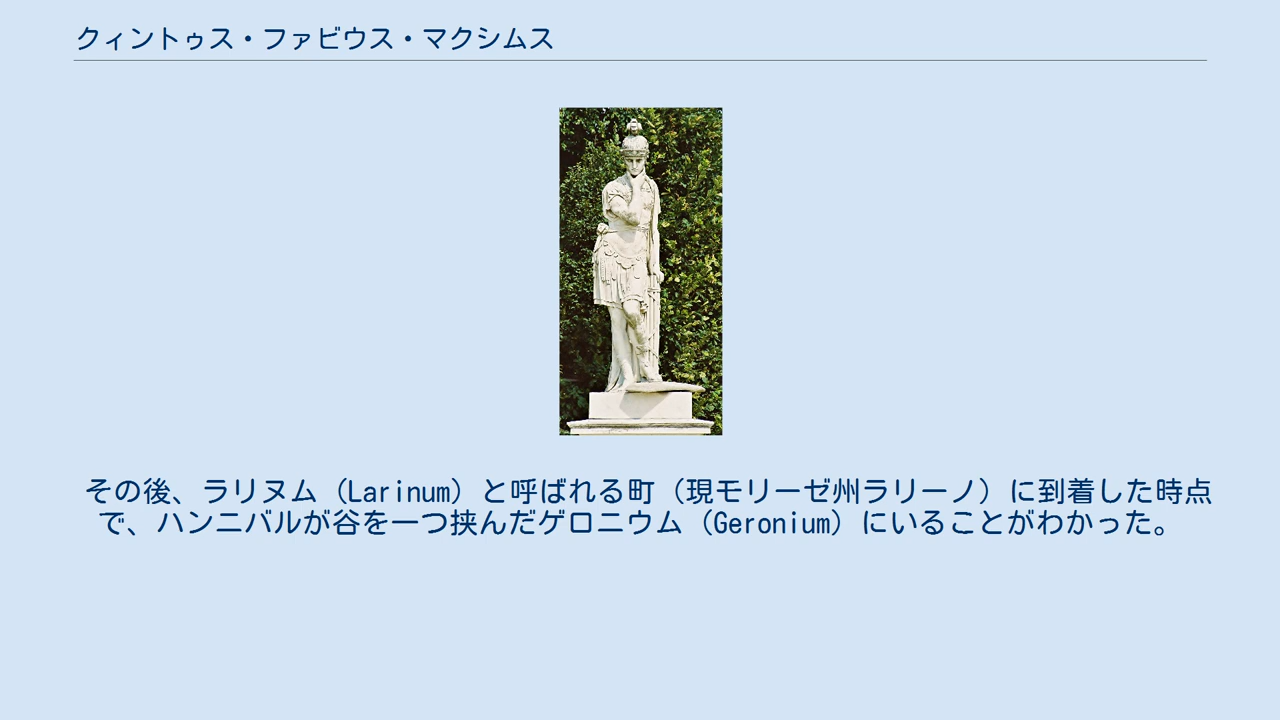 クィントゥス・ファビウス・マクシムス
その後、ラリヌム（Larinum）と呼ばれる町（現モリーゼ州ラリーノ）に到着した時点
で、ハンニバルが谷を一つ挟んだゲロニウム（Geronium）にいることがわかった。